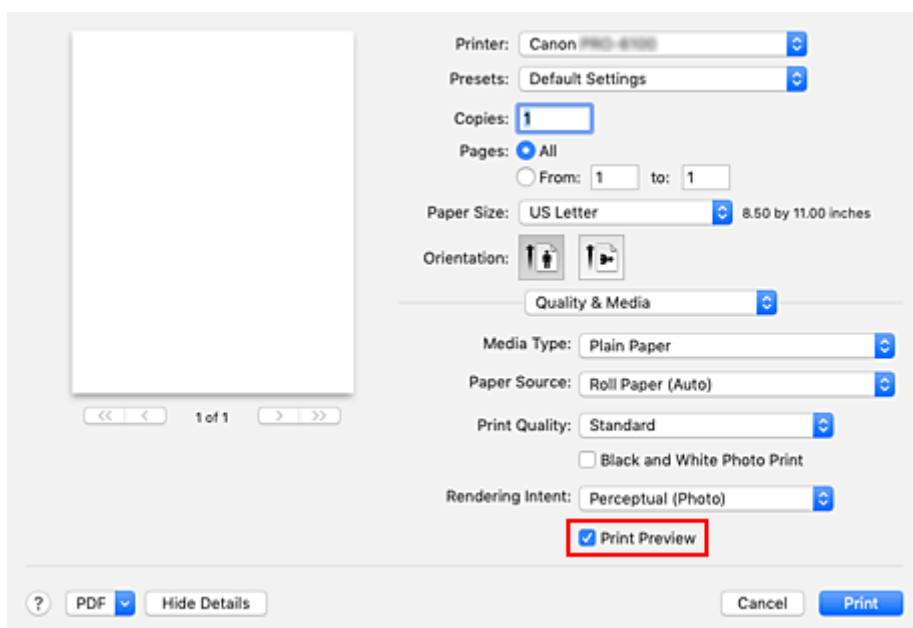 Printer: Canon
Presets: Default Settings
Copies: 1
Pages: All
From: 1 to: 1
Paper Size: US Letter 8.50 by 11.00 inches
Orientation:
Quality & Media
Media Type: Plain Paper
Paper Source: Roll Paper (Auto)
<< < 1 of 1 > >>
Print Quality: Standard
Black and White Photo Print
Rendering Intent: Perceptual (Photo)
Print Preview
? PDF Hide Details Cancel Print